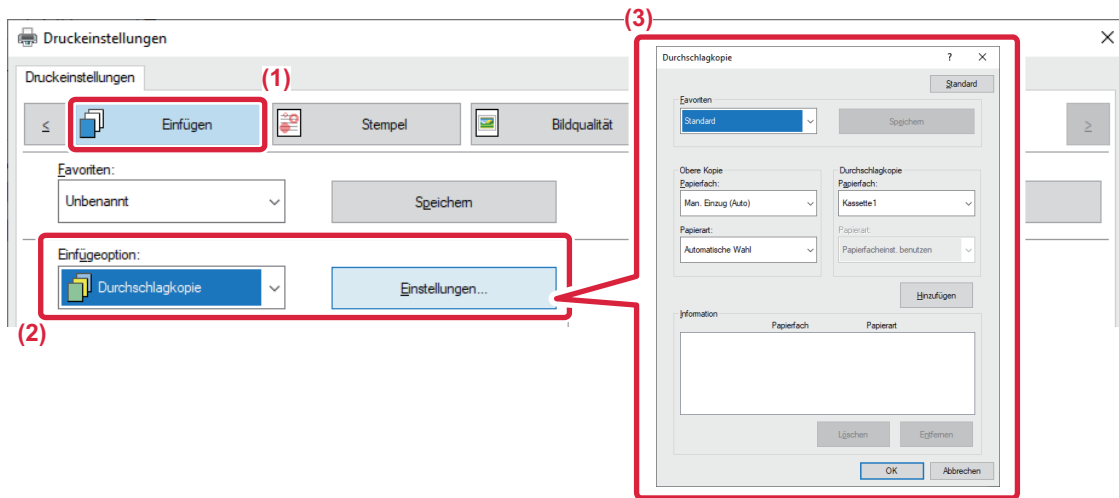 (3)
Druckeinstellungen
Druckeinstellungen
(1)
≤ Einfügen Stempel Bildqualität ≥
Favoriten:
Unbenannt Speichern
Einfügeoption:
Durchschlagkopie Einstellungen...
(2)
Durchschlagkopie ?
Standard
Favoriten
Standard Speichern
Obere Kopie Durchschlagkopie
Papierfach: Papierfach:
Man. Einzug (Auto) Kassette1
Papierart: Papierart:
Automatische Wahl Papierfacheinst. benutzen
Hinzufügen
Information
Papierfach Papierart
Löschen Entfernen
OK Abbrechen